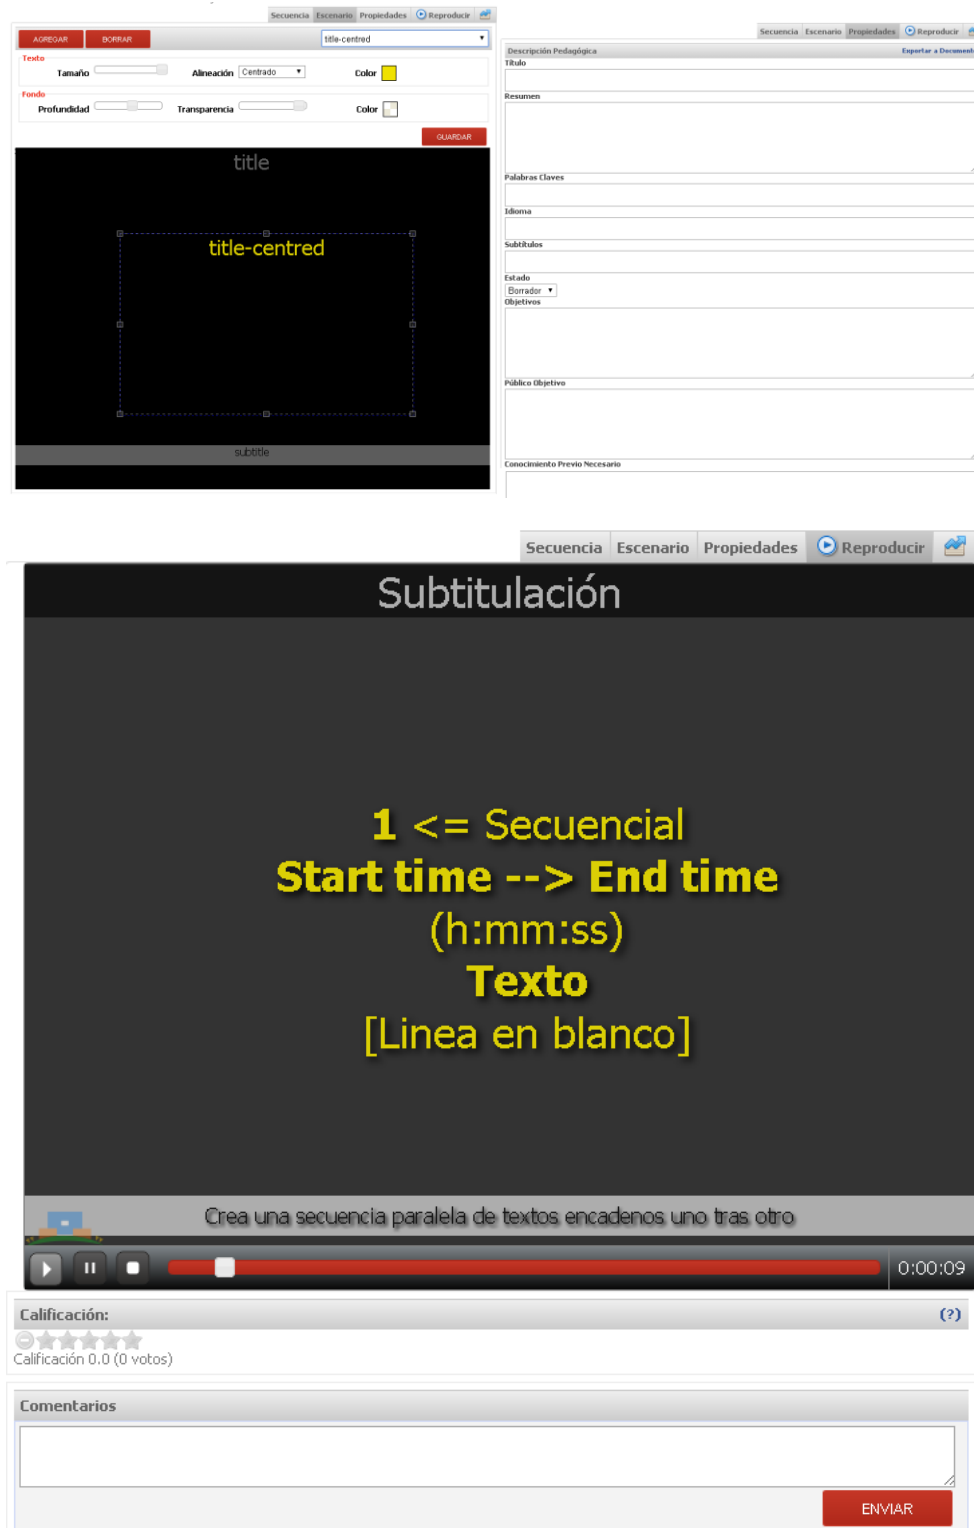 Secuencia Escenario Propiedades Reproducir
AGREGAR BORRAR title-centred
Texto
Tamaño Alineación Centrado Color
Fondo
Profundidad Transparencia Color
GUARDAR
title
title-centred
subtitle
Secuencia Escenario Propiedades Reproducir
Descripción Pedagógica Exportar a Document
Título
Resumen
Palabras Claves
Idioma
Subtítulos
Estado
Borrador
Objetivos
Público Objetivo
Conocimiento Previo Necesario
Secuencia Escenario Propiedades Reproducir
Subtitulación
1 <= Secuencial
Start time --> End time
(h:mm:ss)
Texto
[Linea en blanco]
Crea una secuencia paralela de textos encadenos uno tras otro
0:00:09
Calificación: (?)
Calificación 0.0 (0 votos)
Comentarios
ENVIAR